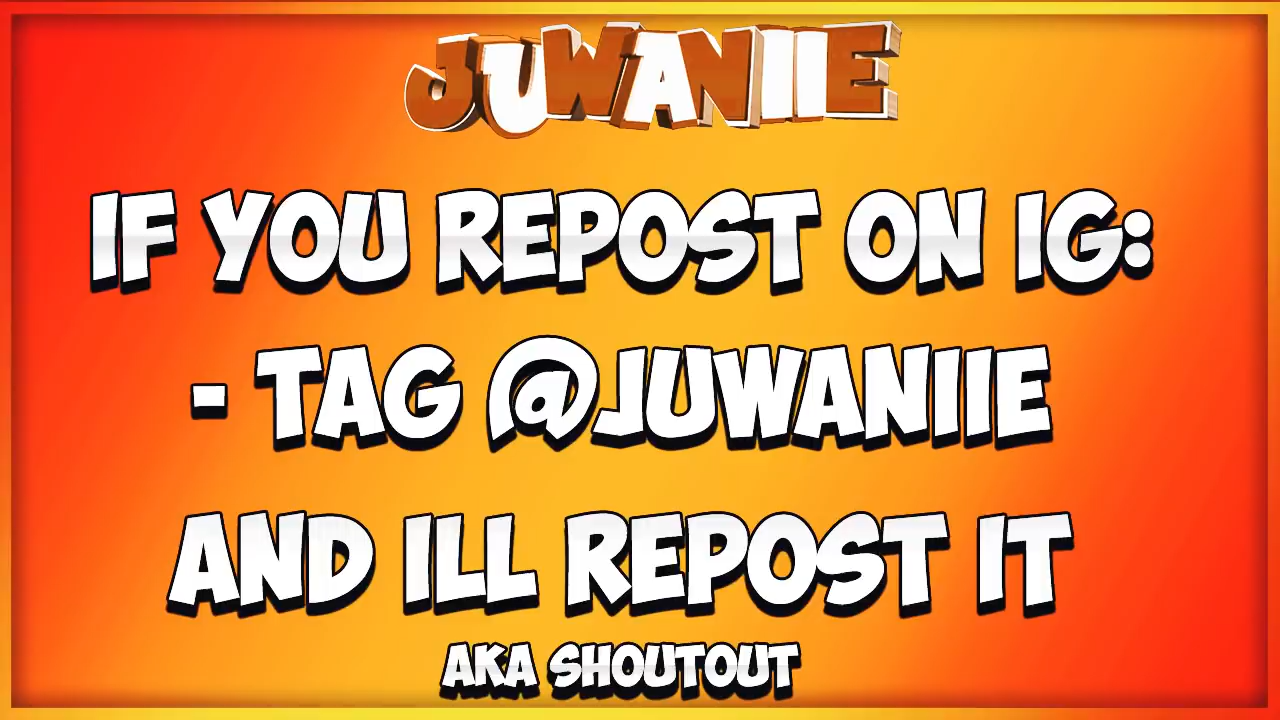 JUWANIIE
IF YOU REPOST ON IG:
- TAG @JUWANIIE
AND ILL REPOST IT
AKA SHOUTOUT